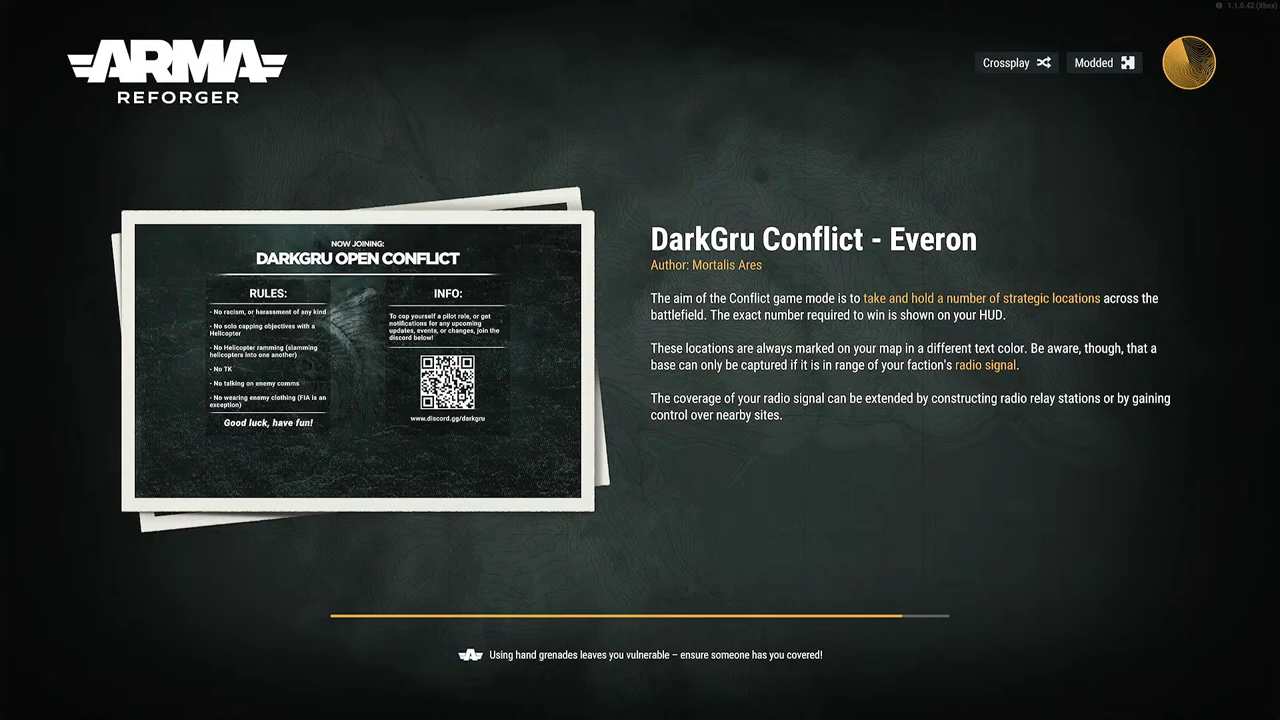 1.1.0.42 (Xbox)
ARMA
REFORGER
Crossplay
Modded
NOW JOINING:
DARKGRU OPEN CONFLICT
RULES:
- No racism, or harassment of any kind
- No solo capping objectives with a
Helicopter
- No Helicopter ramming (slamming
helicopters into one another)
- No TK
- No talking on enemy comms
- No wearing enemy clothing (FIA is an
exception)
Good luck, have fun!
INFO:
To cop yourself a pilot role, or get
notifications for any upcoming
updates, events, or changes, join the
discord below!
www.discord.gg/darkgru
DarkGru Conflict - Everon
Author: Mortalis Ares
The aim of the Conflict game mode is to take and hold a number of strategic locations across the
battlefield. The exact number required to win is shown on your HUD.
These locations are always marked on your map in a different text color. Be aware, though, that a
base can only be captured if it is in range of your faction's radio signal.
The coverage of your radio signal can be extended by constructing radio relay stations or by gaining
control over nearby sites.
Using hand grenades leaves you vulnerable – ensure someone has you covered!